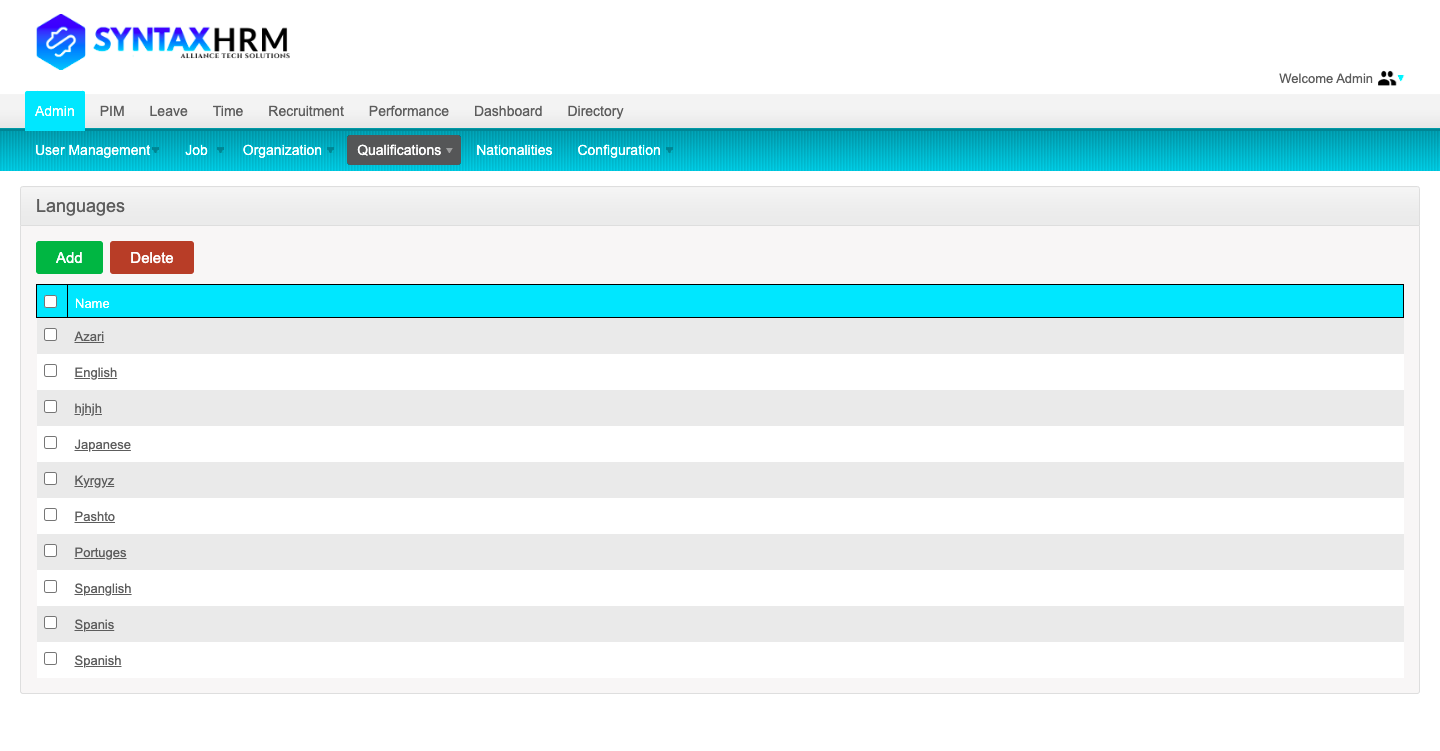 SYNTAXHRM
ALLIANCE TECH SOLUTIONS
Welcome Admin
Admin PIM Leave Time Recruitment Performance Dashboard Directory
User Management Job Organization Qualifications Nationalities Configuration
Languages
Add Delete
Name
Azari
English
hjhjh
Japanese
Kyrgyz
Pashto
Portuges
Spanglish
Spanis
Spanish